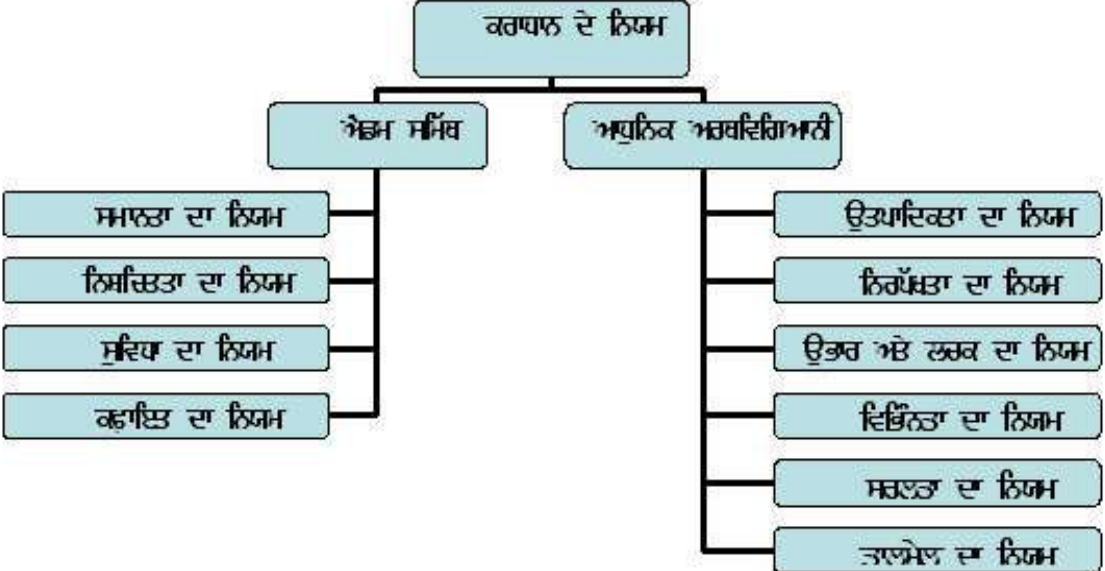 ਕਰਾਧਾਨ ਦੇ ਨਿਯਮ
ਐਡਮ ਸਮਿੱਥ
ਆਧੁਨਿਕ ਅਰਥਵਿਗਿਆਨੀ
ਸਮਾਨਤਾ ਦਾ ਨਿਯਮ
ਨਿਸ਼ਚਿਤਤਾ ਦਾ ਨਿਯਮ
ਸੁਵਿਧਾ ਦਾ ਨਿਯਮ
ਕਫ਼ਾਇਤ ਦਾ ਨਿਯਮ
ਉਤਪਾਦਿਕਤਾ ਦਾ ਨਿਯਮ
ਨਿਰਪੱਖਤਾ ਦਾ ਨਿਯਮ
ਉਭਾਰ ਅਤੇ ਲਚਕ ਦਾ ਨਿਯਮ
ਵਿਭਿੰਨਤਾ ਦਾ ਨਿਯਮ
ਸਰਲਤਾ ਦਾ ਨਿਯਮ
ਤਾਲਮੇਲ ਦਾ ਨਿਯਮ